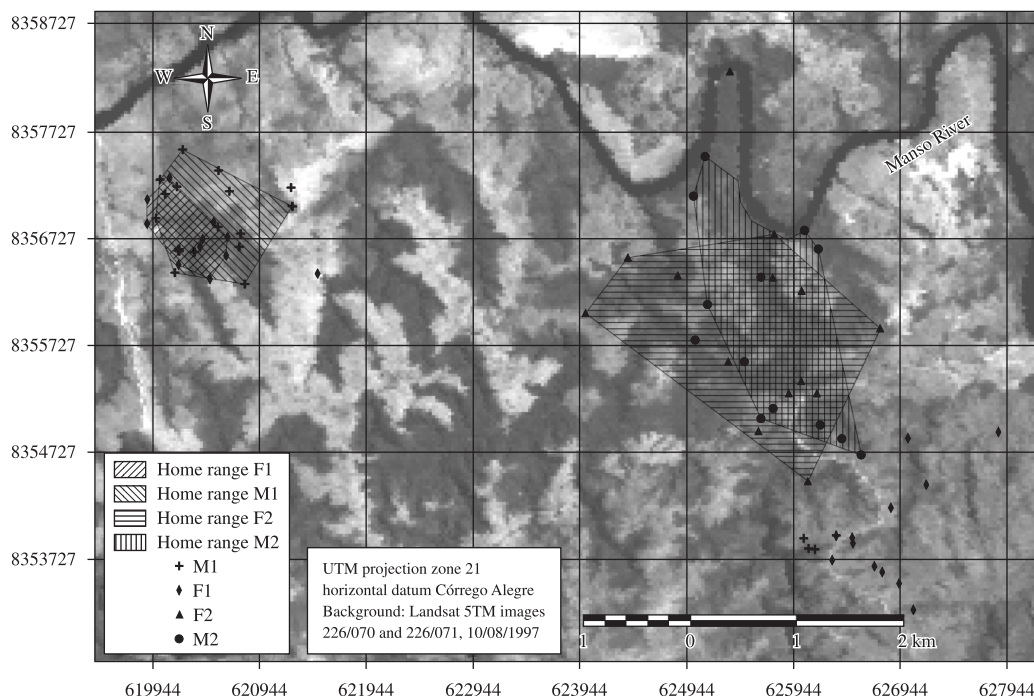 8358727
N
W E
S
8357727
Manso River
8356727
8355727
8354727
Home range F1
Home range M1
Home range F2
Home range M2
M1
F1
F2
M2
8353727
UTM projection zone 21
horizontal datum Córrego Alegre
Background: Landsat 5TM images
226/070 and 226/071, 10/08/1997
1 0 1 2 km
619944 620944 621944 622944 623944 624944 625944 626944 627944